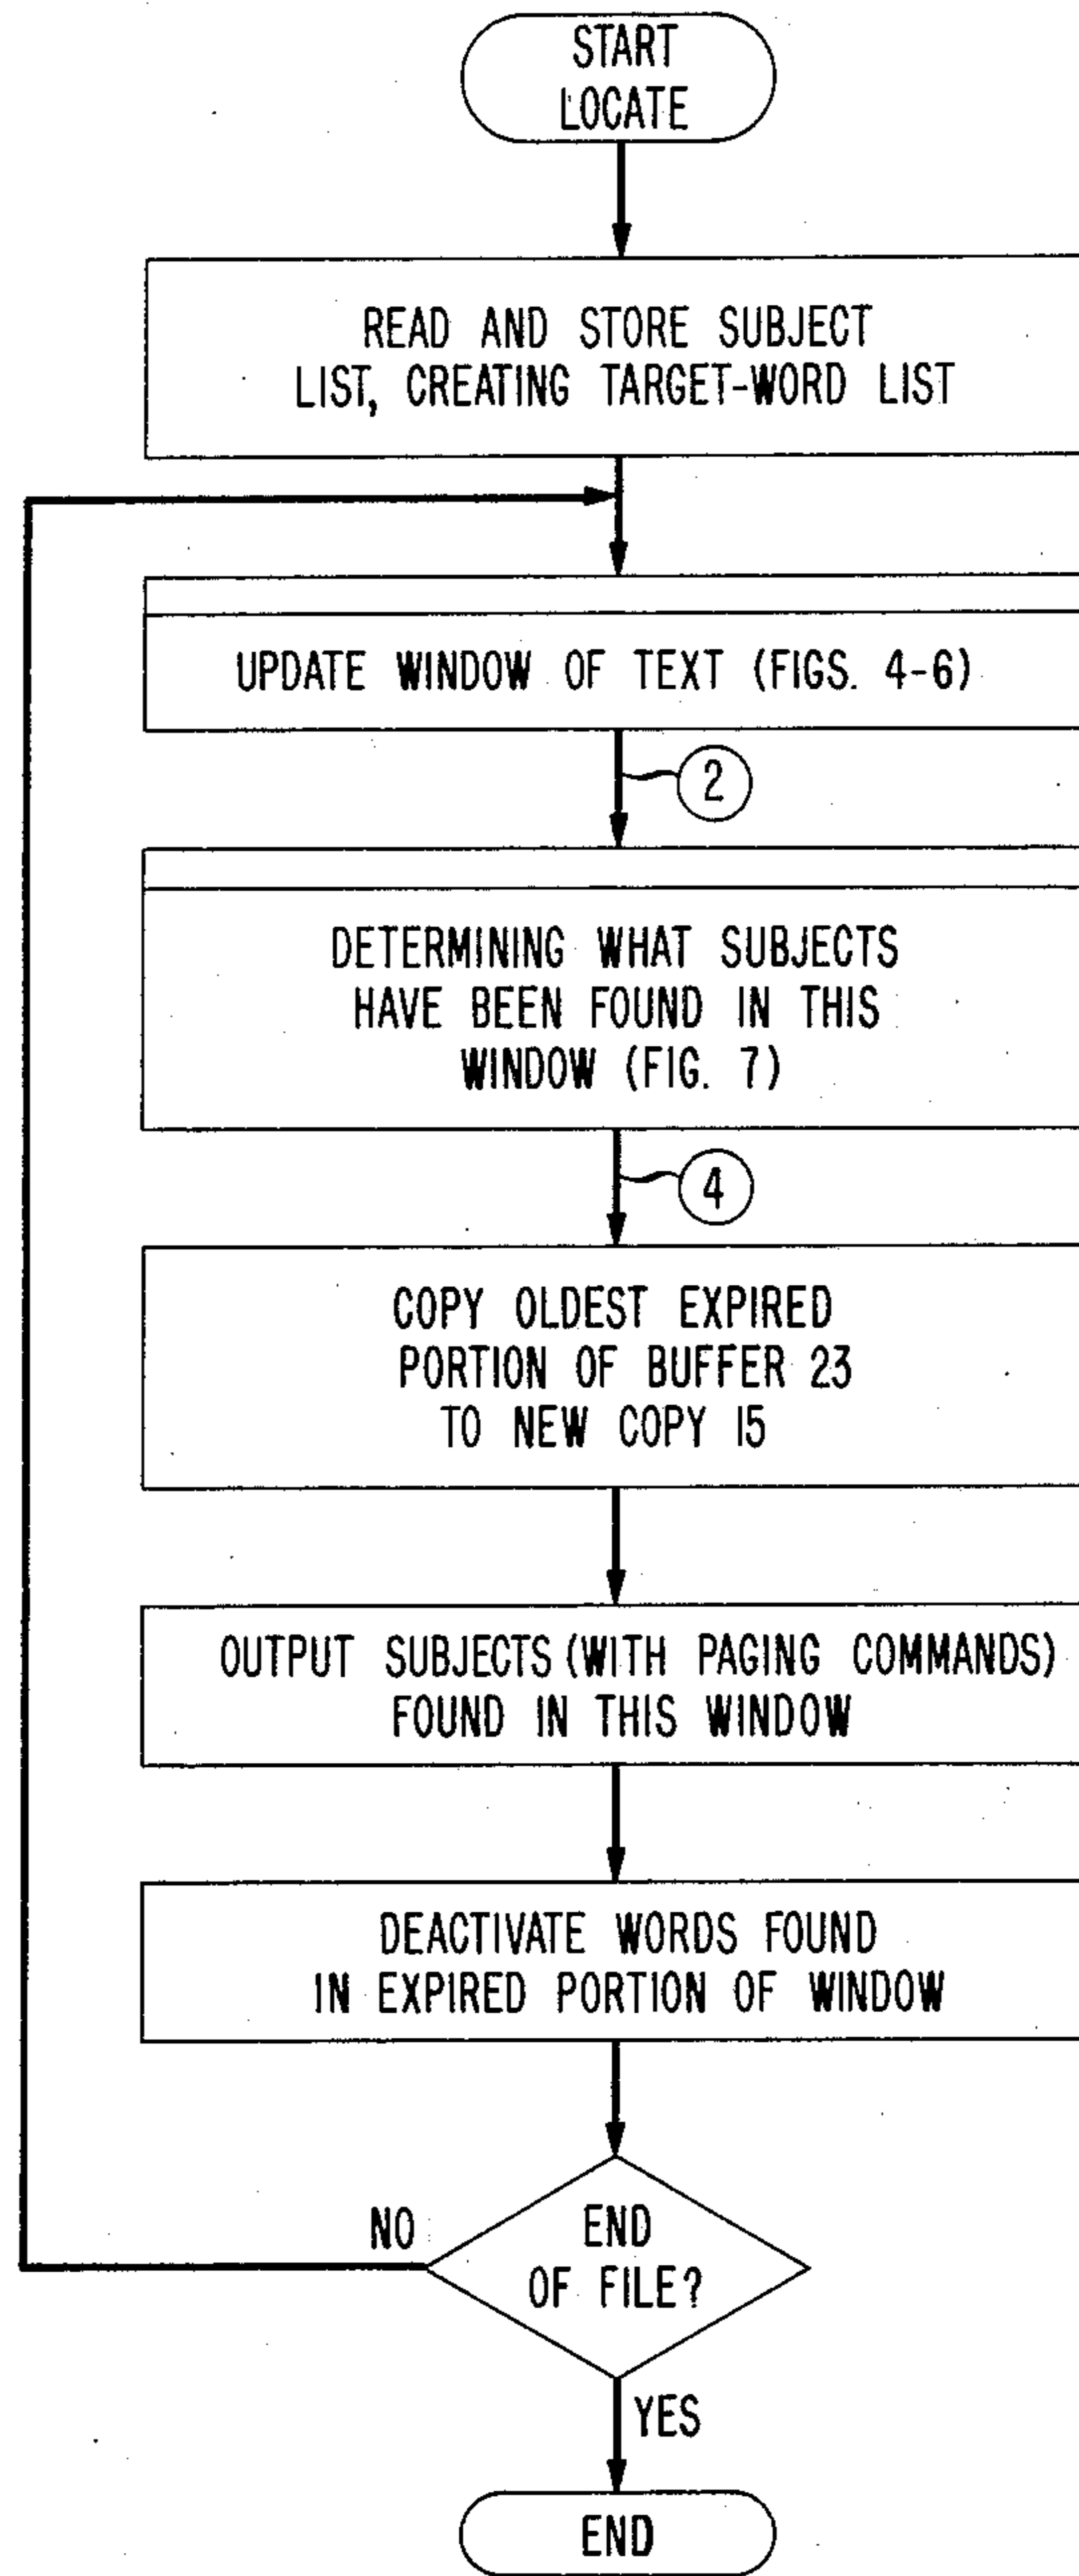 START
LOCATE
READ AND STORE SUBJECT
LIST, CREATING TARGET-WORD LIST
UPDATE WINDOW OF TEXT (FIGS. 4-6)
2
DETERMINING WHAT SUBJECTS
HAVE BEEN FOUND IN THIS
WINDOW (FIG. 7)
4
COPY OLDEST EXPIRED
PORTION OF BUFFER 23
TO NEW COPY 15
OUTPUT SUBJECTS (WITH PAGING COMMANDS)
FOUND IN THIS WINDOW
DEACTIVATE WORDS FOUND
IN EXPIRED PORTION OF WINDOW
NO
END
OF FILE?
YES
END